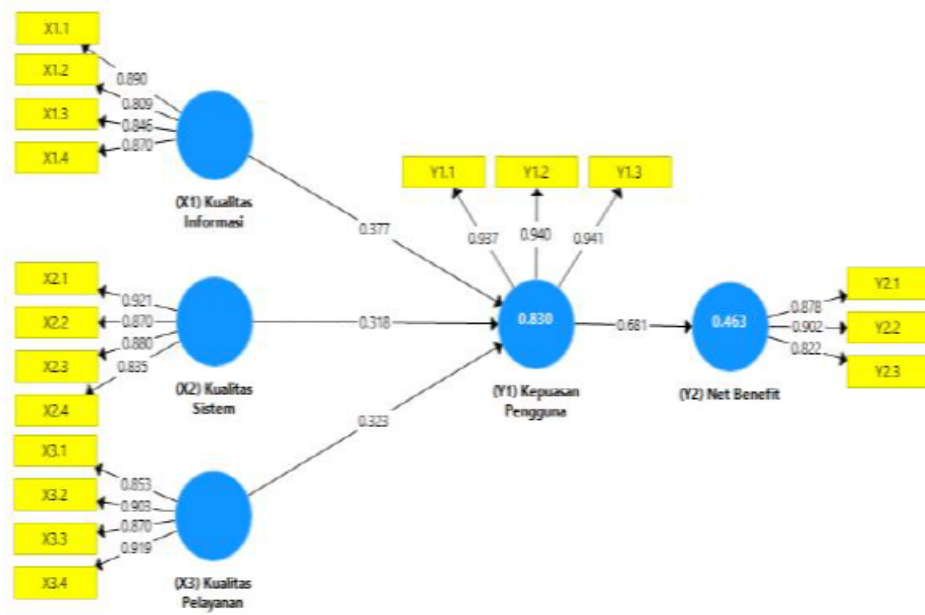 X1.1
X1.2
X1.3
X1.4
0.890
0.809
0.846
0.870
(X1) Kualitas
Informasi
0.377
Y1.1
Y1.2
Y1.3
0.937
0.940
0.941
X2.1
X2.2
X2.3
X2.4
0.921
0.870
0.880
0.835
(X2) Kualitas
Sistem
0.318
0.830
(Y1) Kepuasan
Pengguna
0.681
0.463
(Y2) Net Benefit
0.878
0.902
0.822
Y2.1
Y2.2
Y2.3
X3.1
X3.2
X3.3
X3.4
0.853
0.903
0.870
0.919
(X3) Kualitas
Pelayanan
0.323